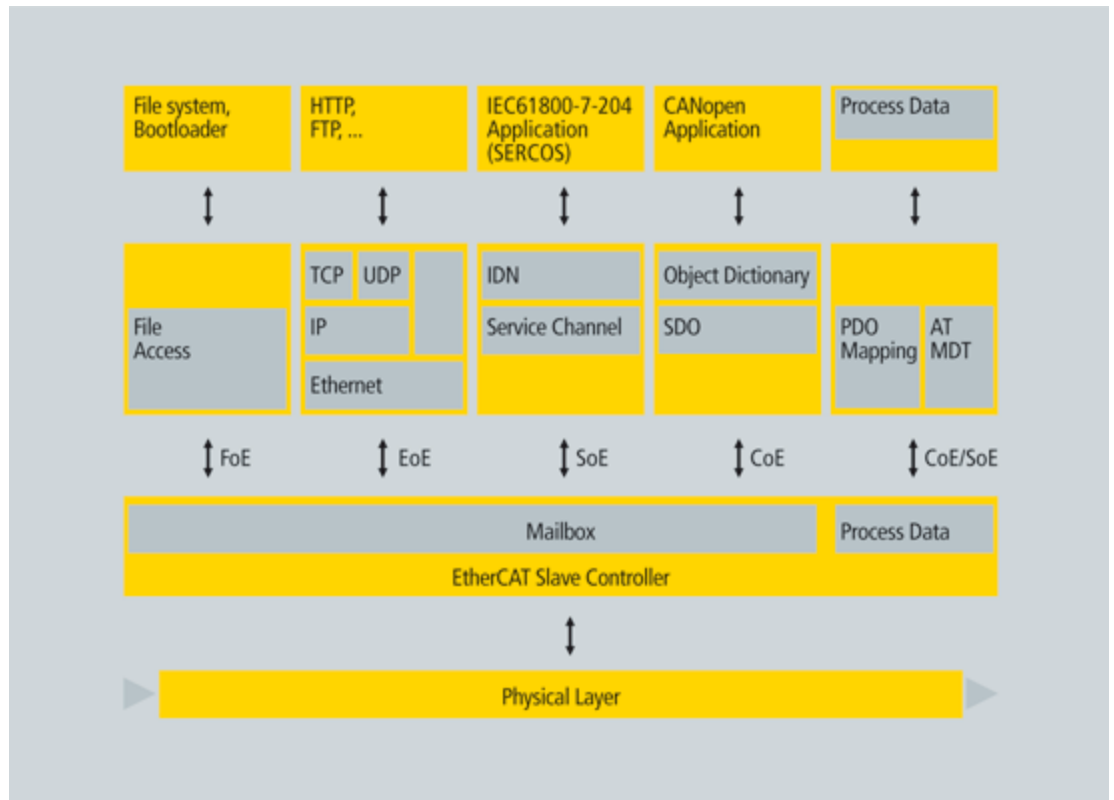 File system,
Bootloader
HTTP,
FTP, ...
IEC61800-7-204
Application
(SERCOS)
CANopen
Application
Process Data
File
Access
TCP
UDP
IP
Ethernet
IDN
Service Channel
Object Dictionary
SDO
PDO
Mapping
AT
MDT
FoE
EoE
SoE
CoE
CoE/SoE
Mailbox
Process Data
EtherCAT Slave Controller
Physical Layer